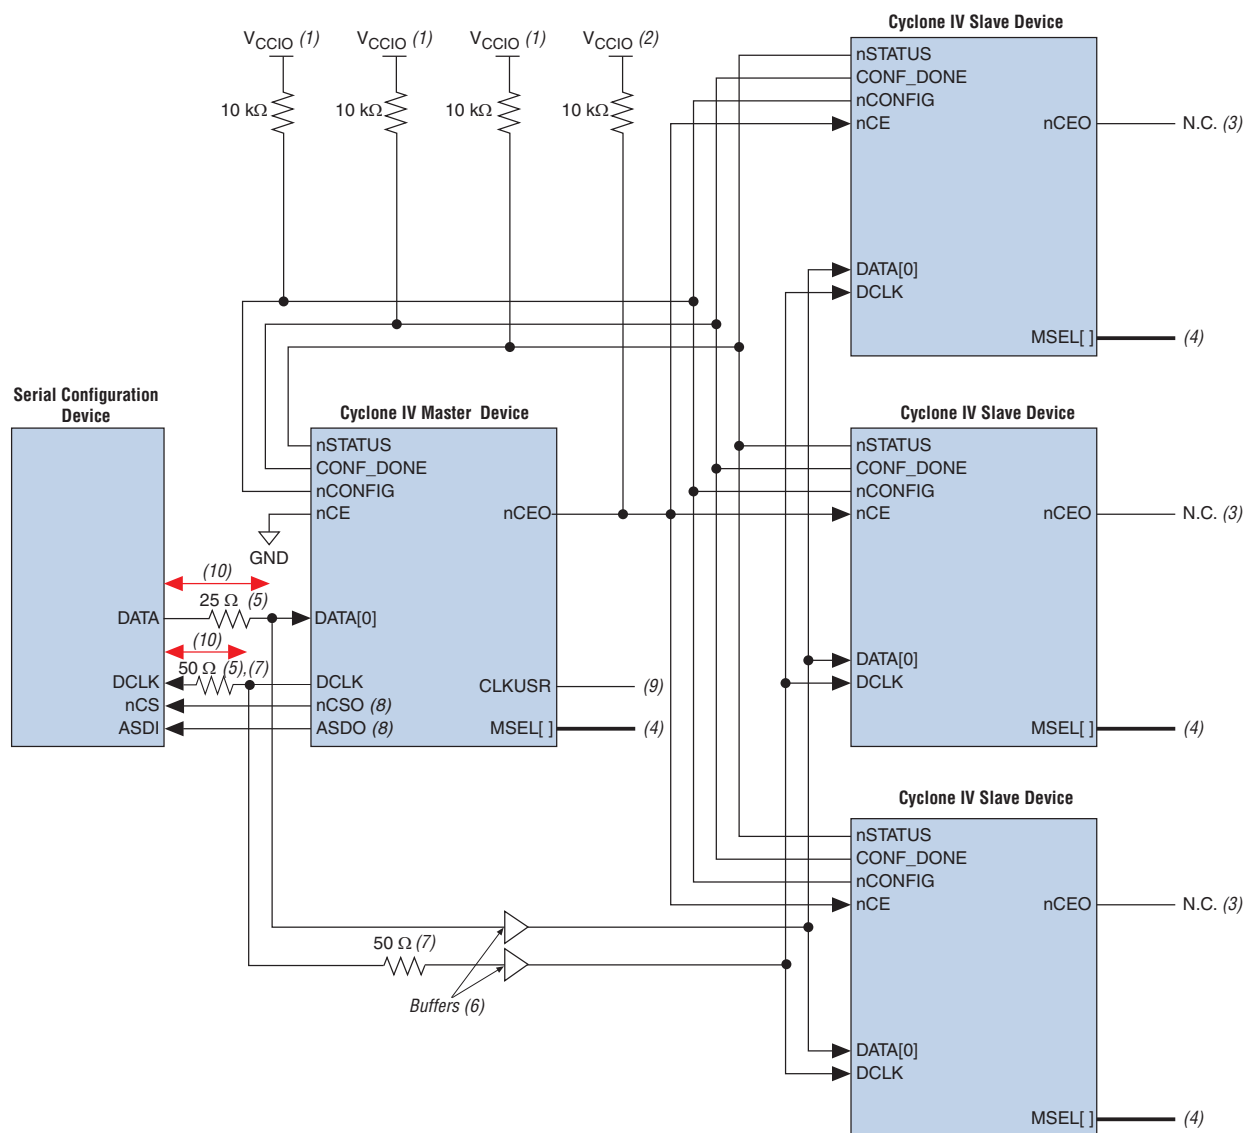 Cyclone IV Slave Device
VCCIO (1)
VCCIO (1)
VCCIO (1)
VCCIO (2)
10 kΩ
10 kΩ
10 kΩ
10 kΩ
nSTATUS
CONF_DONE
nCONFIG
nCE
nCEO
N.C. (3)
DATA[0]
DCLK
MSEL[ ]
(4)
Serial Configuration
Device
DATA
DCLK
nCS
ASDI
(10)
25 Ω (5)
(10)
50 Ω (5),(7)
Cyclone IV Master Device
nSTATUS
CONF_DONE
nCONFIG
nCE
GND
nCEO
DATA[0]
DCLK
nCSO (8)
ASDO (8)
CLKUSR
(9)
MSEL[ ]
(4)
Cyclone IV Slave Device
nSTATUS
CONF_DONE
nCONFIG
nCE
nCEO
N.C. (3)
DATA[0]
DCLK
MSEL[ ]
(4)
50 Ω (7)
Buffers (6)
Cyclone IV Slave Device
nSTATUS
CONF_DONE
nCONFIG
nCE
nCEO
N.C. (3)
DATA[0]
DCLK
MSEL[ ]
(4)